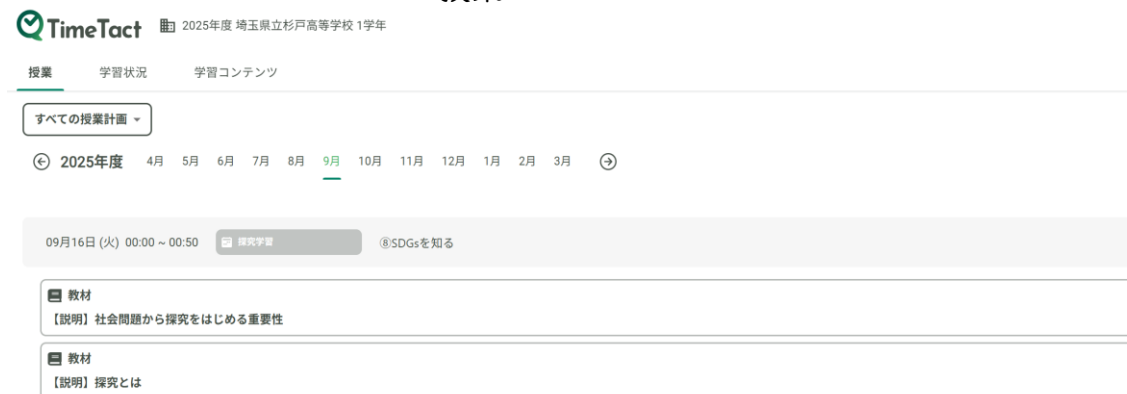 TimeTact 2025年度 埼玉県立杉戸高等学校 1学年
授業 学習状況 学習コンテンツ
すべての授業計画
2025年度 4月 5月 6月 7月 8月 9月 10月 11月 12月 1月 2月 3月
09月16日 (火) 00:00 ~ 00:50 探究学習 ⑧SDGsを知る
教材
【説明】社会問題から探究をはじめる重要性
教材
【説明】探究とは